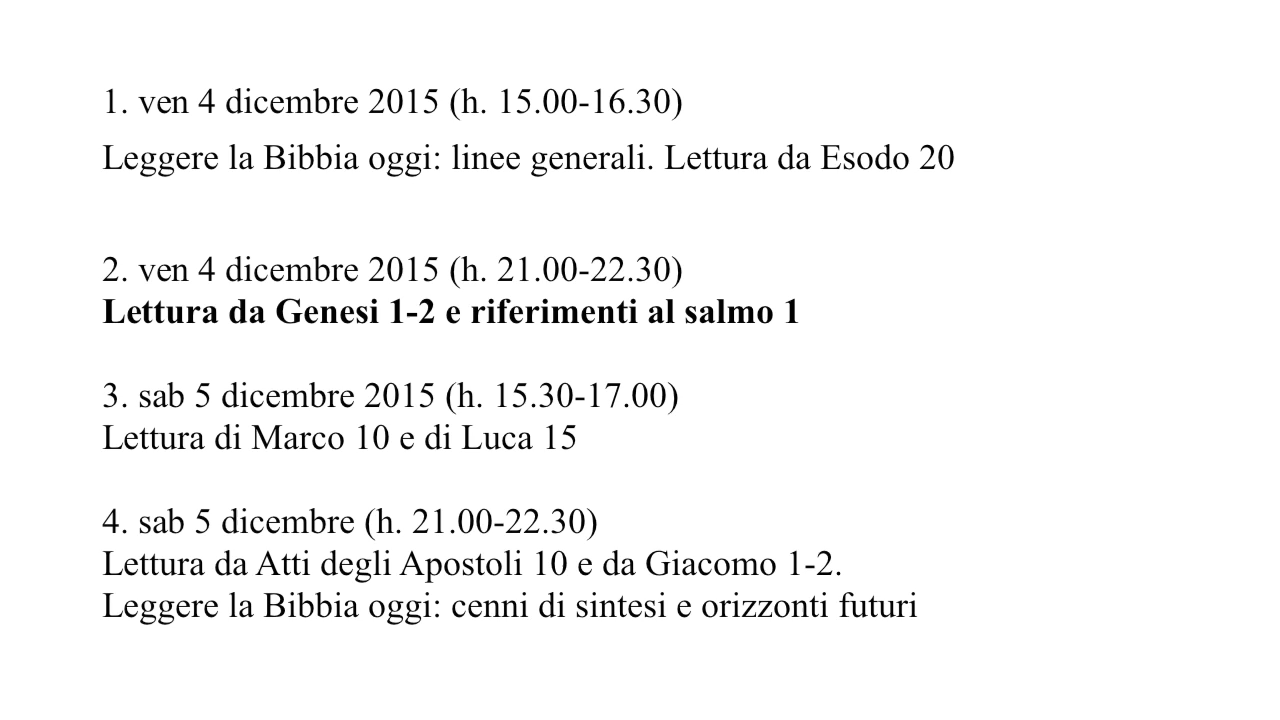 1. ven 4 dicembre 2015 (h. 15.00-16.30)
Leggere la Bibbia oggi: linee generali. Lettura da Esodo 20
2. ven 4 dicembre 2015 (h. 21.00-22.30)
Lettura da Genesi 1-2 e riferimenti al salmo 1
3. sab 5 dicembre 2015 (h. 15.30-17.00)
Lettura di Marco 10 e di Luca 15
4. sab 5 dicembre (h. 21.00-22.30)
Lettura da Atti degli Apostoli 10 e da Giacomo 1-2.
Leggere la Bibbia oggi: cenni di sintesi e orizzonti futuri